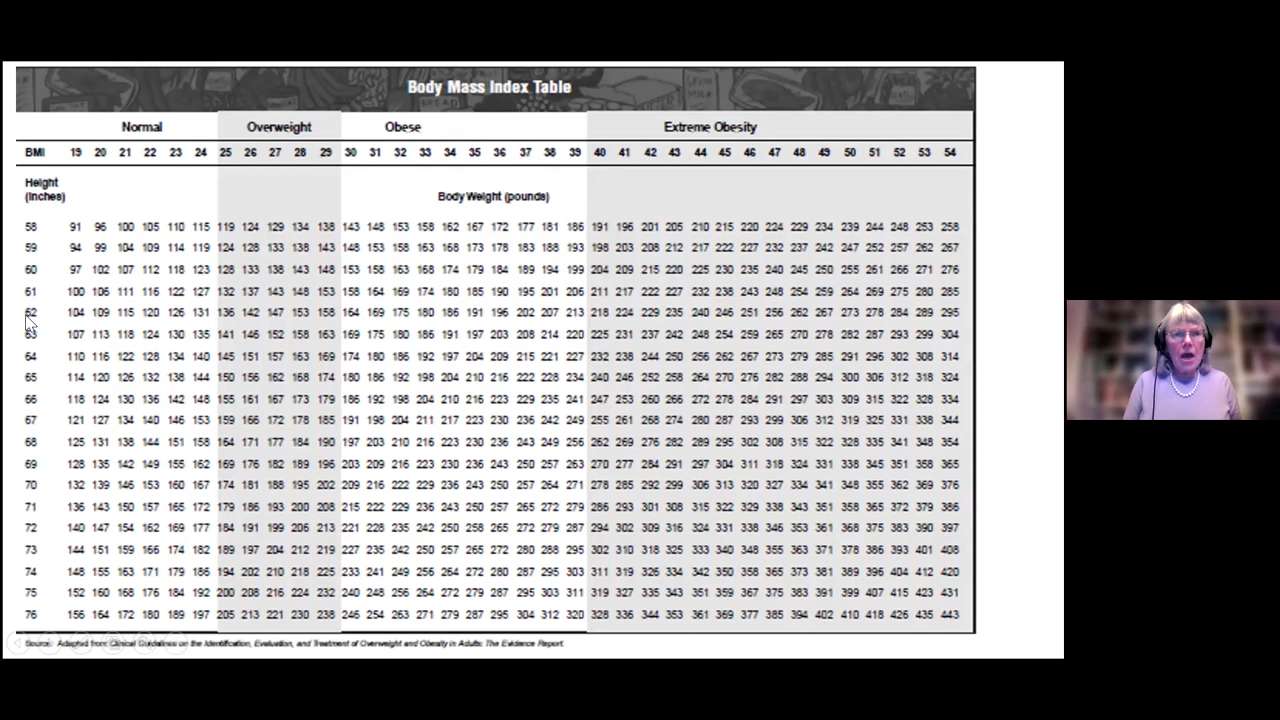 Body Mass Index Table
Normal Overweight Obese Extreme Obesity
BMI 19 20 21 22 23 24 25 26 27 28 29 30 31 32 33 34 35 36 37 38 39 40 41 42 43 44 45 46 47 48 49 50 51 52 53 54
Height
(inches) Body Weight (pounds)
58 91 96 100 105 110 115 119 124 129 134 138 143 148 153 158 162 167 172 177 181 186 191 196 201 205 210 215 220 224 229 234 239 244 248 253 258
59 94 99 104 109 114 119 124 128 133 138 143 148 153 158 163 168 173 178 183 188 193 198 203 208 212 217 222 227 232 237 242 247 252 257 262 267
60 97 102 107 112 118 123 128 133 138 143 148 153 158 163 168 174 179 184 189 194 199 204 209 215 220 225 230 235 240 245 250 255 261 266 271 276
61 100 106 111 116 122 127 132 137 143 148 153 158 164 169 174 180 185 190 195 201 206 211 217 222 227 232 238 243 248 254 259 264 269 275 280 285
62 104 109 115 120 126 131 136 142 147 153 158 164 169 175 180 186 191 196 202 207 213 218 224 229 235 240 246 251 256 262 267 273 278 284 289 295
63 107 113 118 124 130 135 141 146 152 158 163 169 175 180 186 191 197 203 208 214 220 225 231 237 242 248 254 259 265 270 278 282 287 293 299 304
64 110 116 122 128 134 140 145 151 157 163 169 174 180 186 192 197 204 209 215 221 227 232 238 244 250 256 262 267 273 279 285 291 296 302 308 314
65 114 120 126 132 138 144 150 156 162 168 174 180 186 192 198 204 210 216 222 228 234 240 246 252 258 264 270 276 282 288 294 300 306 312 318 324
66 118 124 130 136 142 148 155 161 167 173 179 186 192 198 204 210 216 223 229 235 241 247 253 260 266 272 278 284 291 297 303 309 315 322 328 334
67 121 127 134 140 146 153 159 166 172 178 185 191 198 204 211 217 223 230 236 242 249 255 261 268 274 280 287 293 299 306 312 319 325 331 338 344
68 125 131 138 144 151 158 164 171 177 184 190 197 203 210 216 223 230 236 243 249 256 262 269 276 282 289 295 302 308 315 322 328 335 341 348 354
69 128 135 142 149 155 162 169 176 182 189 196 203 209 216 223 230 236 243 250 257 263 270 277 284 291 297 304 311 318 324 331 338 345 351 358 365
70 132 139 146 153 160 167 174 181 188 195 202 209 216 222 229 236 243 250 257 264 271 278 285 292 299 306 313 320 327 334 341 348 355 362 369 376
71 136 143 150 157 165 172 179 186 193 200 208 215 222 229 236 243 250 257 265 272 279 286 293 301 308 315 322 329 338 343 351 358 365 372 379 386
72 140 147 154 162 169 177 184 191 199 206 213 221 228 235 242 250 258 265 272 279 287 294 302 309 316 324 331 338 346 353 361 368 375 383 390 397
73 144 151 159 166 174 182 189 197 204 212 219 227 235 242 250 257 265 272 280 288 295 302 310 318 325 333 340 348 355 363 371 378 386 393 401 408
74 148 155 163 171 179 186 194 202 210 218 225 233 241 249 256 264 272 280 287 295 303 311 319 326 334 342 350 358 365 373 381 389 396 404 412 420
75 152 160 168 176 184 192 200 208 216 224 232 240 248 256 264 272 279 287 295 303 311 319 327 335 343 351 359 367 375 383 391 399 407 415 423 431
76 156 164 172 180 189 197 205 213 221 230 238 246 254 263 271 279 287 295 304 312 320 328 336 344 353 361 369 377 385 394 402 410 418 426 435 443
Source: Adapted from Clinical Guidelines on the Identification, Evaluation, and Treatment of Overweight and Obesity in Adults: The Evidence Report.